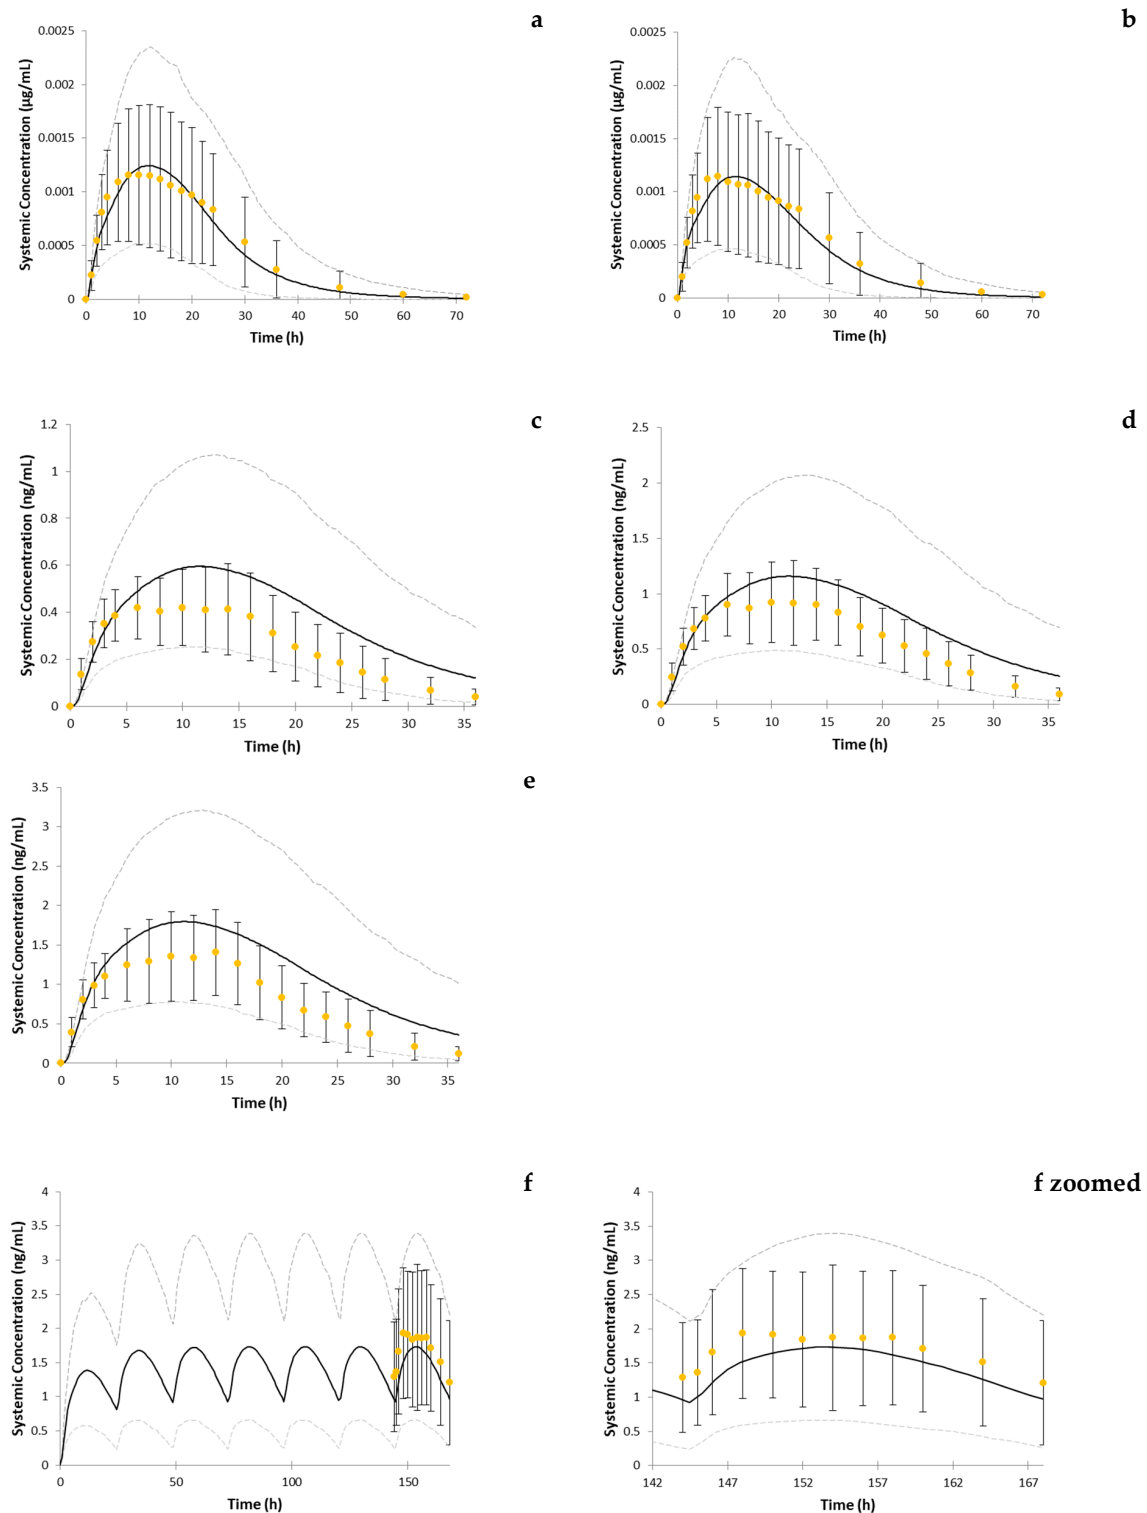 a
Systemic Concentration (µg/mL)
0.0025
0.002
0.0015
0.001
0.0005
0
0 10 20 30 40 50 60 70
Time (h)
b
Systemic Concentration (µg/mL)
0.0025
0.002
0.0015
0.001
0.0005
0
0 10 20 30 40 50 60 70
Time (h)
c
Systemic Concentration (ng/mL)
1.2
1
0.8
0.6
0.4
0.2
0
0 5 10 15 20 25 30 35
Time (h)
d
Systemic Concentration (ng/mL)
2.5
2
1.5
1
0.5
0
0 5 10 15 20 25 30 35
Time (h)
e
Systemic Concentration (ng/mL)
3.5
3
2.5
2
1.5
1
0.5
0
0 5 10 15 20 25 30 35
Time (h)
f
Systemic Concentration (ng/mL)
4
3.5
3
2.5
2
1.5
1
0.5
0
0 50 100 150
Time (h)
f zoomed
Systemic Concentration (ng/mL)
4
3.5
3
2.5
2
1.5
1
0.5
0
142 147 152 157 162 167
Time (h)